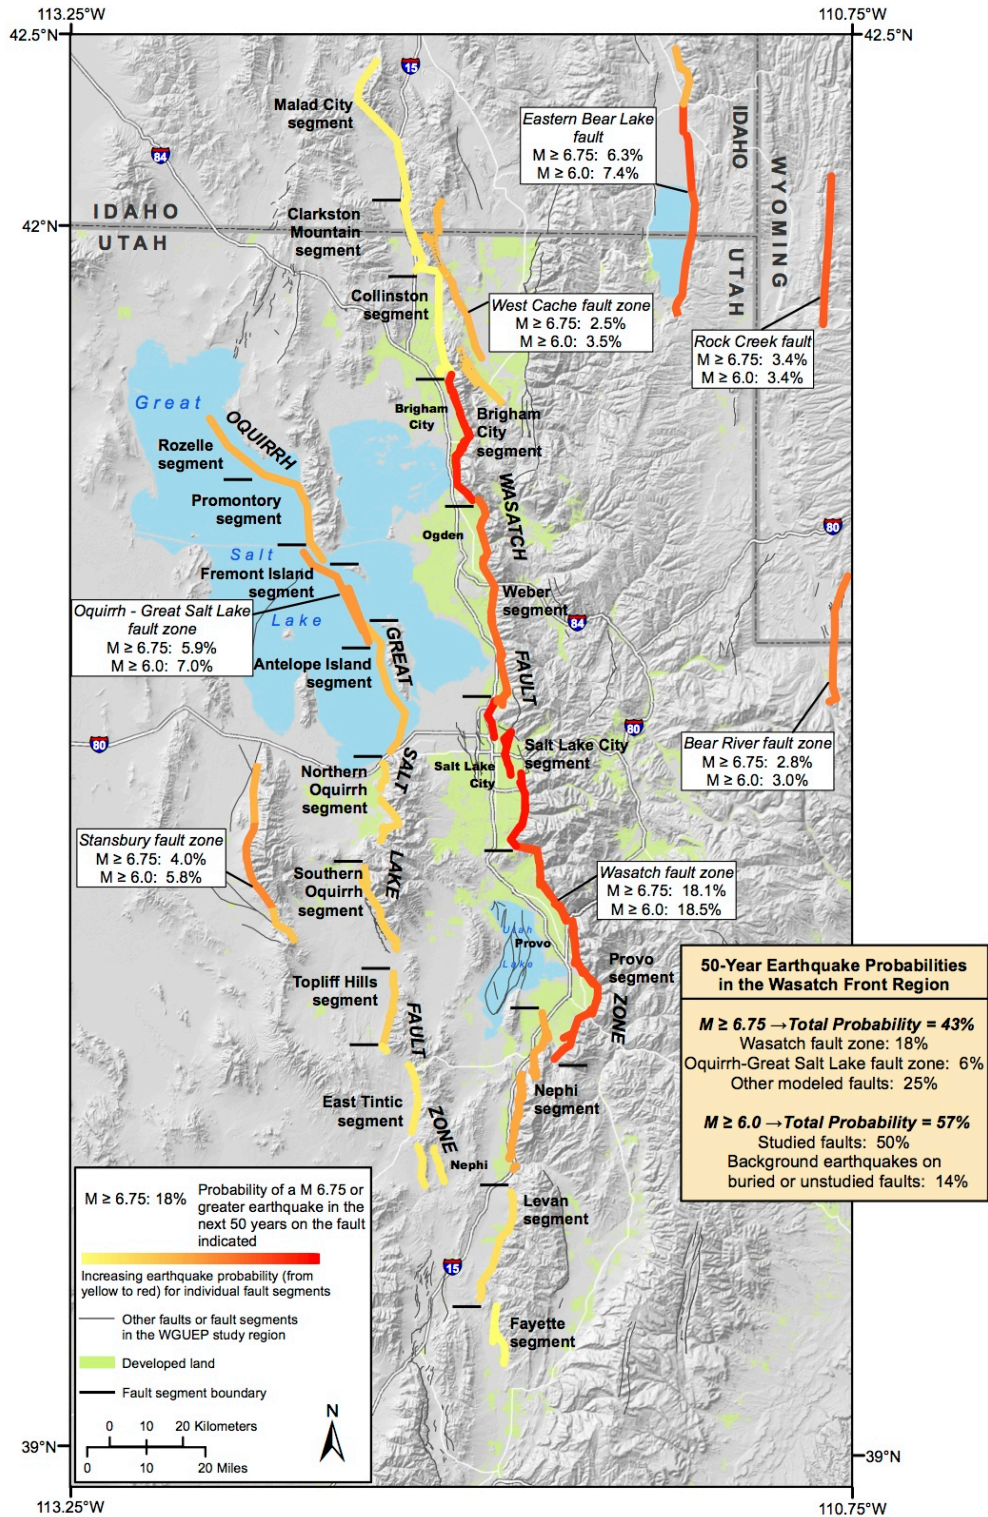 113.25°W
110.75°W
42.5°N
42.5°N
15
Malad City
segment
84
Eastern Bear Lake
fault
M ≥ 6.75: 6.3%
M ≥ 6.0: 7.4%
IDAHO
WYOMING
IDAHO
UTAH
42°N
Clarkston
Mountain
segment
UTAH
Collinston
segment
West Cache fault zone
M ≥ 6.75: 2.5%
M ≥ 6.0: 3.5%
Rock Creek fault
M ≥ 6.75: 3.4%
M ≥ 6.0: 3.4%
Great
OQUIRRH
Brigham
City
Brigham
City
segment
Rozelle
segment
Promontory
segment
WASATCH
80
Ogden
Salt
Fremont Island
segment
Weber
segment
84
Lake
Oquirrh - Great Salt Lake
fault zone
M ≥ 6.75: 5.9%
M ≥ 6.0: 7.0%
GREAT
Antelope Island
segment
FAULT
80
80
Salt Lake City
segment
Bear River fault zone
M ≥ 6.75: 2.8%
M ≥ 6.0: 3.0%
SALT
Salt Lake
City
Northern
Oquirrh
segment
Stansbury fault zone
M ≥ 6.75: 4.0%
M ≥ 6.0: 5.8%
LAKE
Southern
Oquirrh
segment
Wasatch fault zone
M ≥ 6.75: 18.1%
M ≥ 6.0: 18.5%
Utah
Provo
Lake
Provo
segment
ZONE
Topliff Hills
segment
FAULT
50-Year Earthquake Probabilities
in the Wasatch Front Region
M ≥ 6.75 →Total Probability = 43%
Wasatch fault zone: 18%
Oquirrh-Great Salt Lake fault zone: 6%
Other modeled faults: 25%
M ≥ 6.0 →Total Probability = 57%
Studied faults: 50%
Background earthquakes on
buried or unstudied faults: 14%
Nephi
segment
East Tintic
segment
ZONE
Nephi
Levan
segment
15
Fayette
segment
M ≥ 6.75: 18%
Probability of a M 6.75 or
greater earthquake in the
next 50 years on the fault
indicated
Increasing earthquake probability (from
yellow to red) for individual fault segments
Other faults or fault segments
in the WGUEP study region
Developed land
Fault segment boundary
0 10 20 Kilometers
0 10 20 Miles
N
39°N
39°N
113.25°W
110.75°W